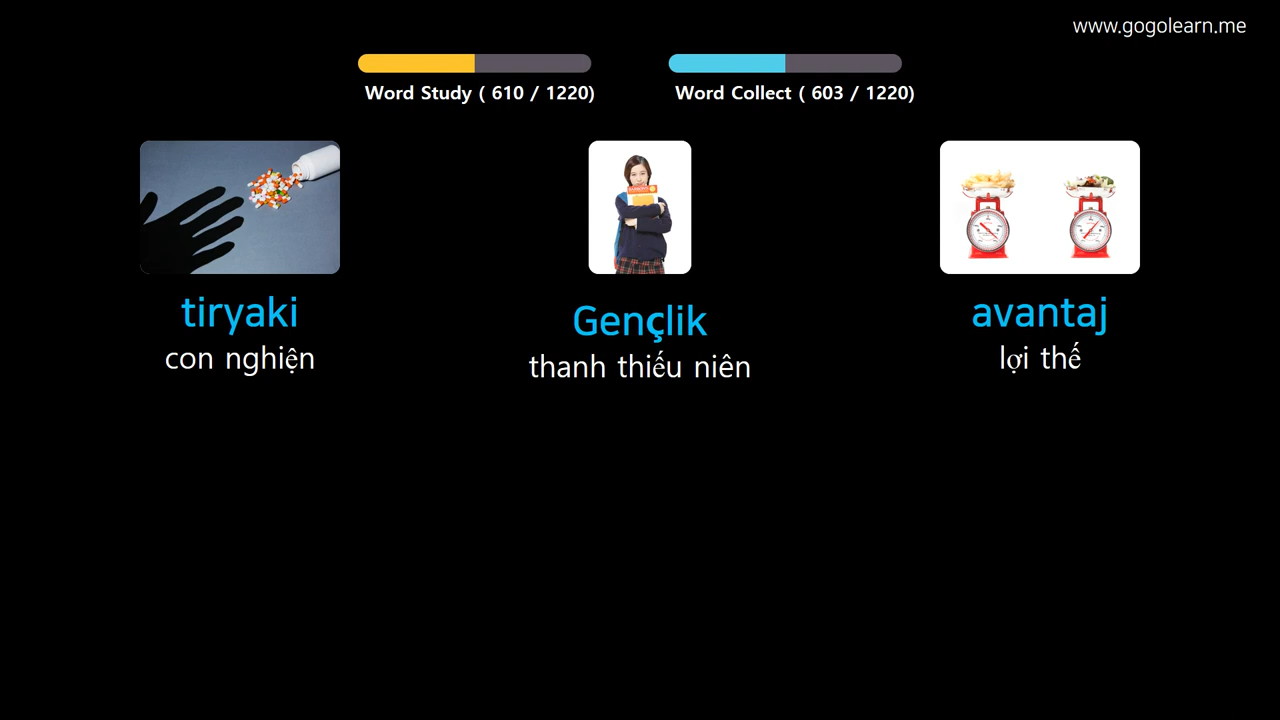 www.gogolearn.me
Word Study ( 610 / 1220)
Word Collect ( 603 / 1220)
tiryaki
con nghiện
Gençlik
thanh thiếu niên
avantaj
lợi thế